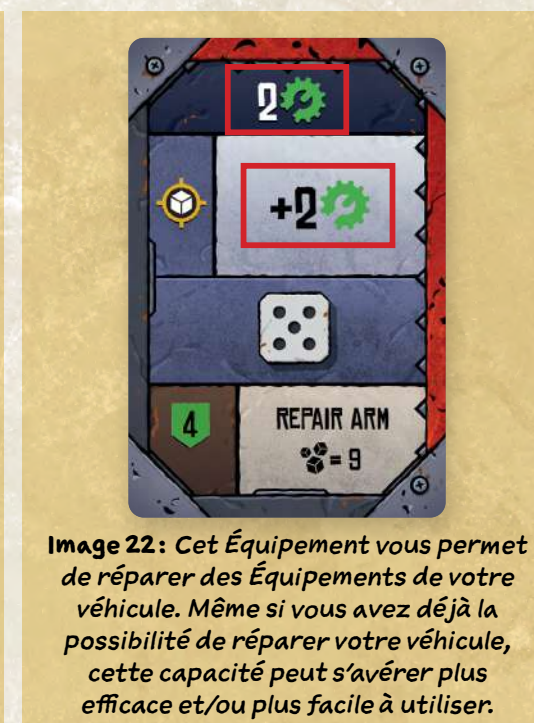 2
+2
4
REPAIR ARM
= 9
Image 22 : Cet Équipement vous permet
de réparer des Équipements de votre
véhicule. Même si vous avez déjà la
possibilité de réparer votre véhicule,
cette capacité peut s’avérer plus
efficace et/ou plus facile à utiliser.